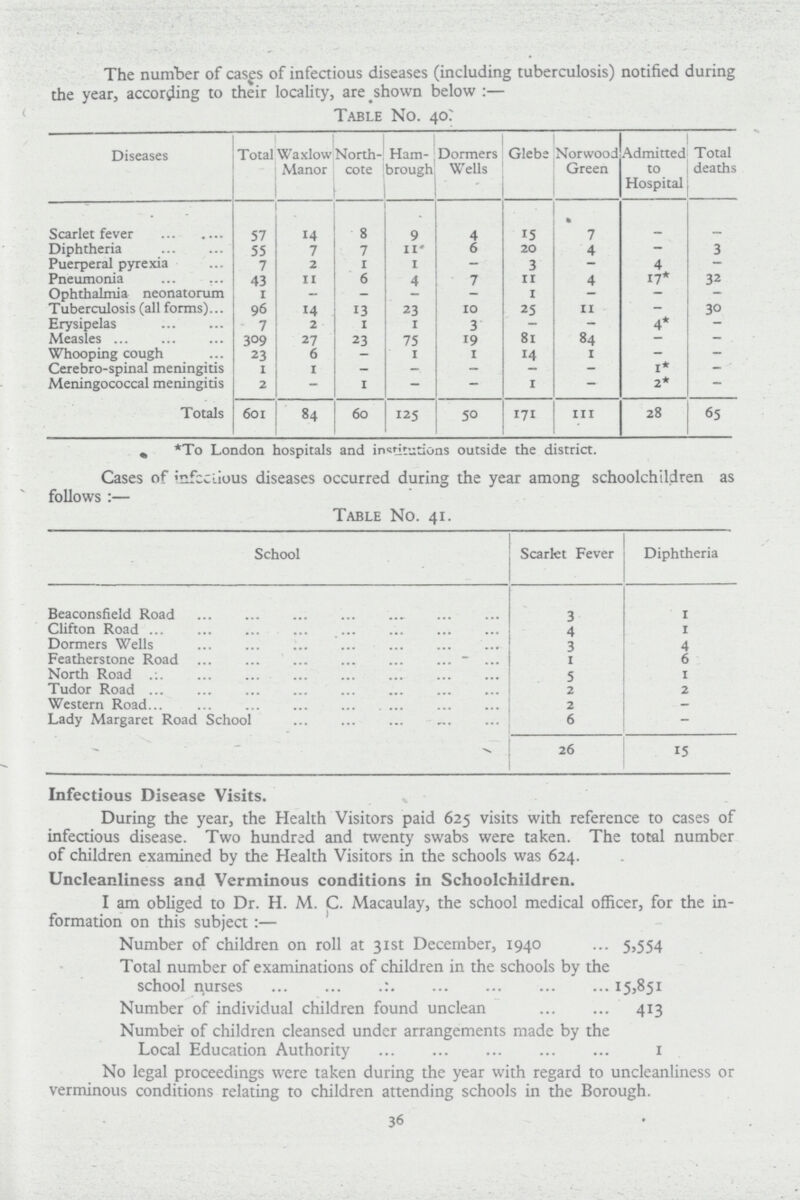 The number of cases of infectious diseases (including tuberculosis) notified during
the year, according to their locality, are shown below :—
TABLE No. 40.
Diseases | Total | Waxlow Manor | North-cote | Ham-brough | Dormers Wells | Glebe | Norwood Green | Admitted to Hospital | Total deaths
Scarlet fever ... ... 57 14 8 9 4 15 7 – –
Diphtheria ... ... 55 7 7 11 6 20 4 – 3
Puerperal pyrexia ... 7 2 1 1 – 3 – 4 –
Pneumonia ... ... 43 11 6 4 7 11 4 17* 32
Ophthalmia neonatorum 1 – – – – 1 – – –
Tuberculosis (all forms)... 96 14 13 23 10 25 11 – 30
Erysipelas ... ... 7 2 1 1 3 – – 4* –
Measles ... ... ... 309 27 23 75 19 81 84 – –
Whooping cough ... 23 6 – 1 1 14 1 – –
Cerebro-spinal meningitis 1 1 – – – – – 1* –
Meningococcal meningitis 2 – 1 – – 1 – 2* –
Totals 601 84 60 125 50 171 111 28 65
*To London hospitals and institutions outside the district.
Cases of infectious diseases occurred during the year among schoolchildren as
follows :—
TABLE No. 41.
School | Scarlet Fever | Diphtheria
Beaconsfield Road ... ... ... ... ... ... ... 3 1
Clifton Road ... ... ... ... ... ... ... ... 4 1
Dormers Wells ... ... ... ... ... ... ... 3 4
Featherstone Road ... ... ... ... ... ... ... 1 6
North Road ... ... ... ... ... ... ... ... 5 1
Tudor Road ... ... ... ... ... ... ... ... 2 2
Western Road... ... ... ... ... ... ... ... 2 –
Lady Margaret Road School ... ... ... ... ... 6 –
26 15
Infectious Disease Visits.
During the year, the Health Visitors paid 625 visits with reference to cases of
infectious disease. Two hundred and twenty swabs were taken. The total number
of children examined by the Health Visitors in the schools was 624.
Uncleanliness and Verminous conditions in Schoolchildren.
I am obliged to Dr. H. M. C. Macaulay, the school medical officer, for the in-
formation on this subject :—
Number of children on roll at 31st December, 1940 ... 5,554
Total number of examinations of children in the schools by the
school nurses ... ... ... ... ... ... ... 15,851
Number of individual children found unclean ... ... 413
Number of children cleansed under arrangements made by the
Local Education Authority ... ... ... ... ... 1
No legal proceedings were taken during the year with regard to uncleanliness or
verminous conditions relating to children attending schools in the Borough.
36